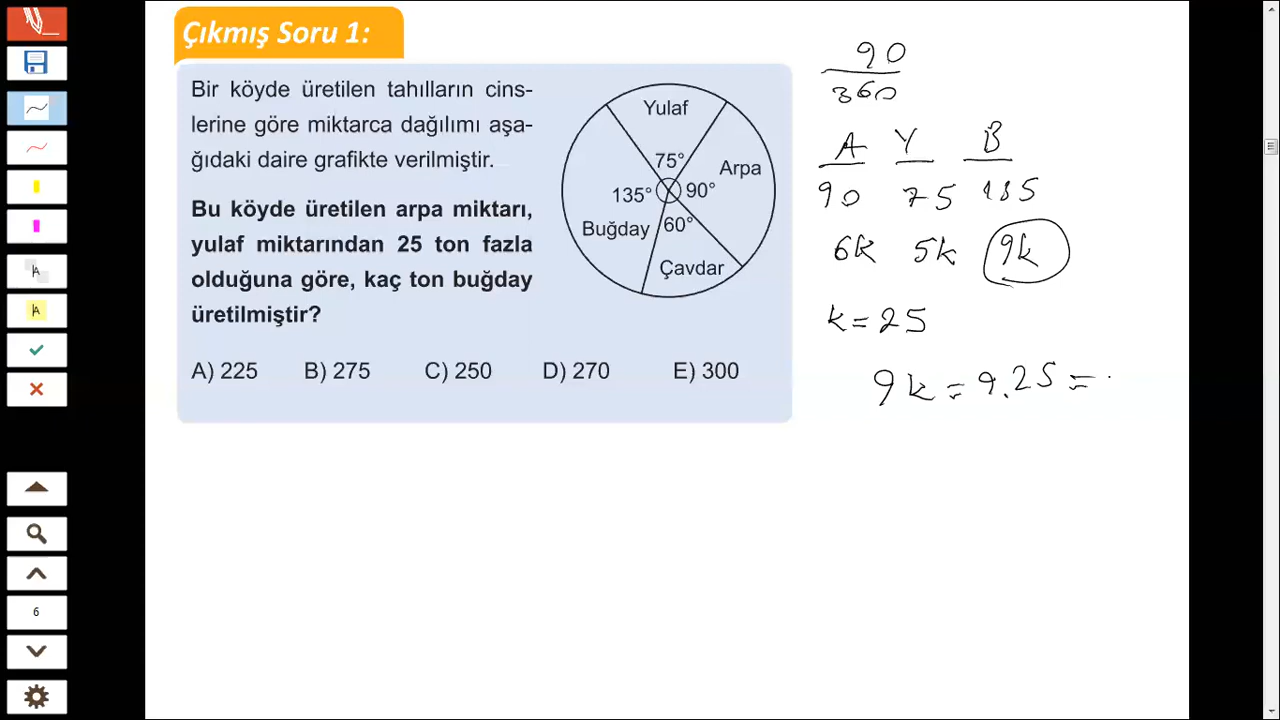 Çıkmış Soru 1:
Bir köyde üretilen tahılların cins-
lerine göre miktarca dağılımı aşa-
ğıdaki daire grafikte verilmiştir.
Bu köyde üretilen arpa miktarı,
yulaf miktarından 25 ton fazla
olduğuna göre, kaç ton buğday
üretilmiştir?
Yulaf
75°
Arpa
90°
135°
Buğday
60°
Çavdar
A) 225 B) 275 C) 250 D) 270 E) 300
90
360
A Y B
90 75 135
6k 5k 9k
k = 25
9k = 9.25 =
A
A
6